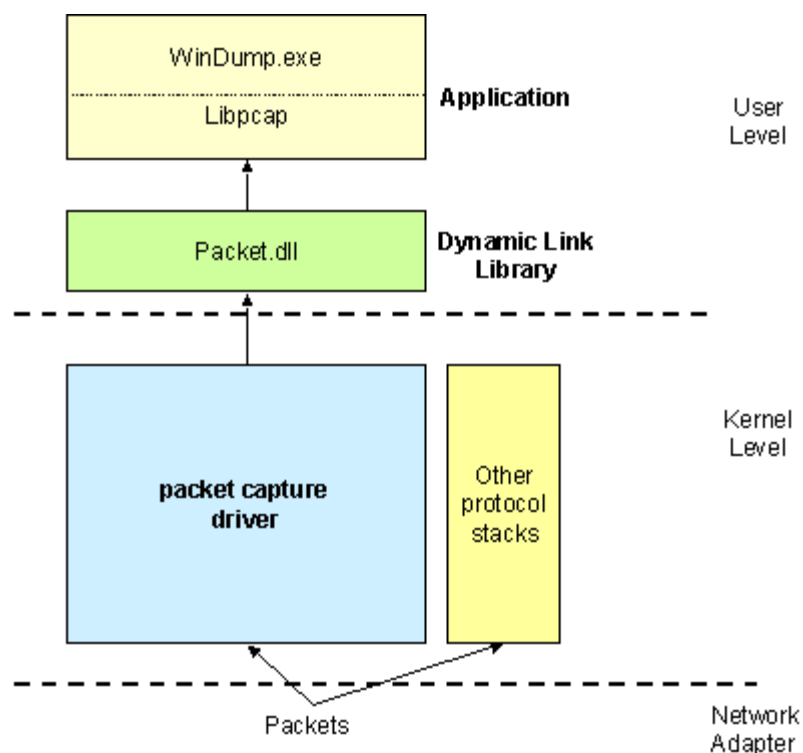 WinDump.exe
Libpcap
Application
User
Level
Packet.dll
Dynamic Link
Library
Kernel
Level
packet capture
driver
Other
protocol
stacks
Packets
Network
Adapter